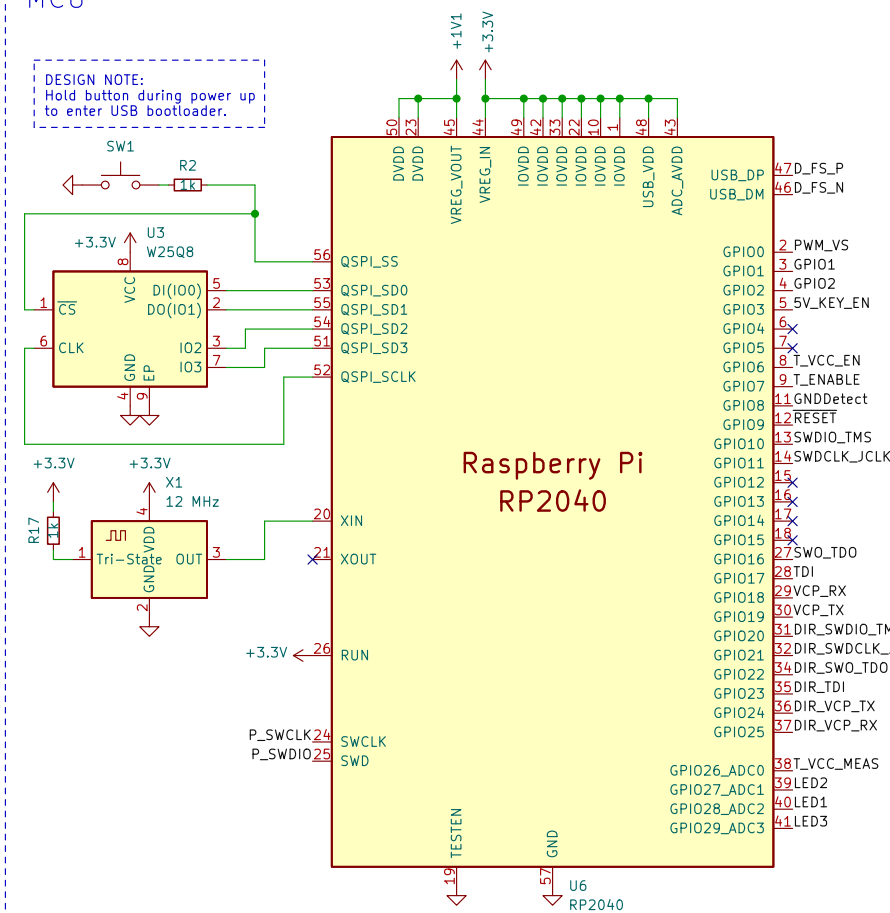 MCU
DESIGN NOTE:
Hold button during power up
to enter USB bootloader.
SW1
R2
1k
+3.3V
U3
W25Q8
8
VCC
1
CS
6
CLK
DI(IO0)
5
DO(IO1)
2
IO2
3
IO3
7
GND
EP
4
9
+3.3V
+3.3V
R17
1k
X1
12 MHz
4
VDD
1
Tri-State
OUT
3
GND
2
+1V1
+3.3V
50
23
45
44
49
42
33
22
10
1
48
43
DVDD
DVDD
VREG_VOUT
VREG_IN
IOVDD
IOVDD
IOVDD
IOVDD
IOVDD
IOVDD
USB_VDD
ADC_AVDD
56 QSPI_SS
53 QSPI_SD0
55 QSPI_SD1
54 QSPI_SD2
51 QSPI_SD3
52 QSPI_SCLK
20 XIN
21 XOUT
+3.3V 26 RUN
P_SWCLK 24 SWCLK
P_SWDIO 25 SWD
Raspberry Pi
RP2040
USB_DP 47 D_FS_P
USB_DM 46 D_FS_N
GPIO0 2 PWM_VS
GPIO1 3 GPIO1
GPIO2 4 GPIO2
GPIO3 5 5V_KEY_EN
GPIO4 6
GPIO5 7
GPIO6 8 T_VCC_EN
GPIO7 9 T_ENABLE
GPIO8 11 GNDDetect
GPIO9 12 RESET
GPIO10 13 SWDIO_TMS
GPIO11 14 SWDCLK_JCLK
GPIO12 15
GPIO13 16
GPIO14 17
GPIO15 18
GPIO16 27 SWO_TDO
GPIO17 28 TDI
GPIO18 29 VCP_RX
GPIO19 30 VCP_TX
GPIO20 31 DIR_SWDIO_TM
GPIO21 32 DIR_SWDCLK_
GPIO22 34 DIR_SWO_TDO
GPIO23 35 DIR_TDI
GPIO24 36 DIR_VCP_TX
GPIO25 37 DIR_VCP_RX
GPIO26_ADC0 38 T_VCC_MEAS
GPIO27_ADC1 39 LED2
GPIO28_ADC2 40 LED1
GPIO29_ADC3 41 LED3
TESTEN
19
GND
57
U6
RP2040